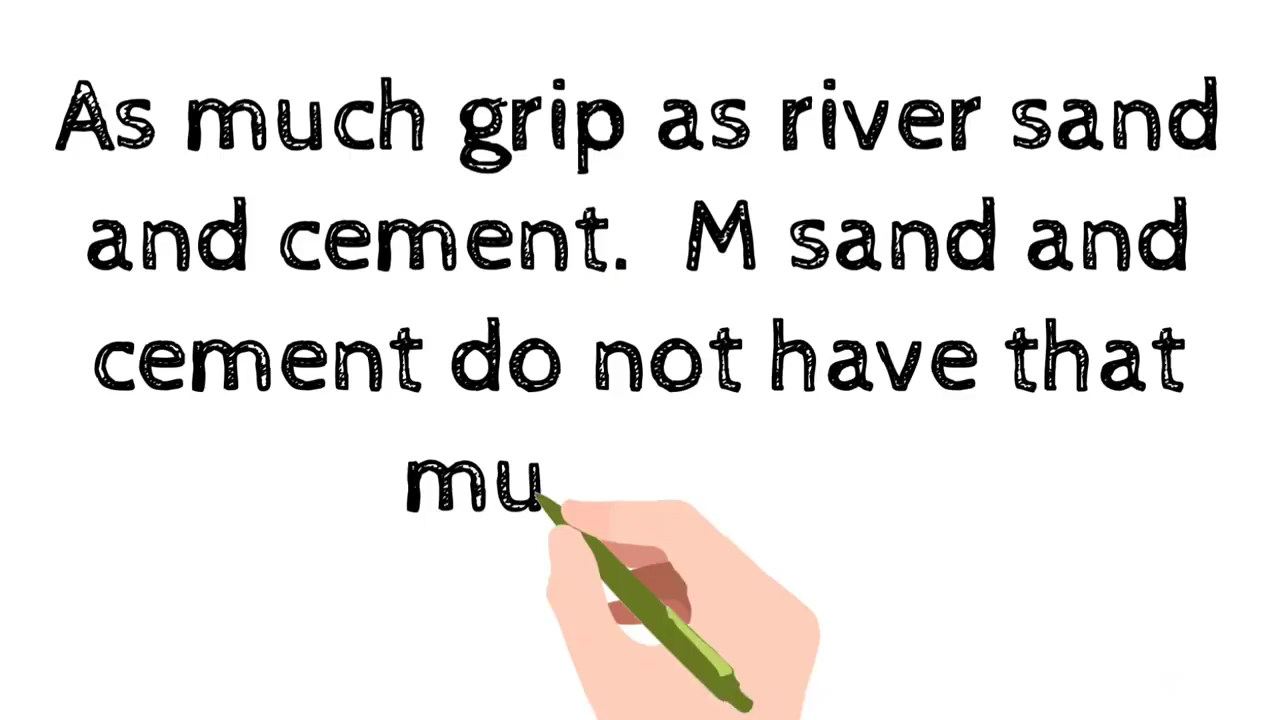 As much grip as river sand
and cement. M sand and
cement do not have that
mu